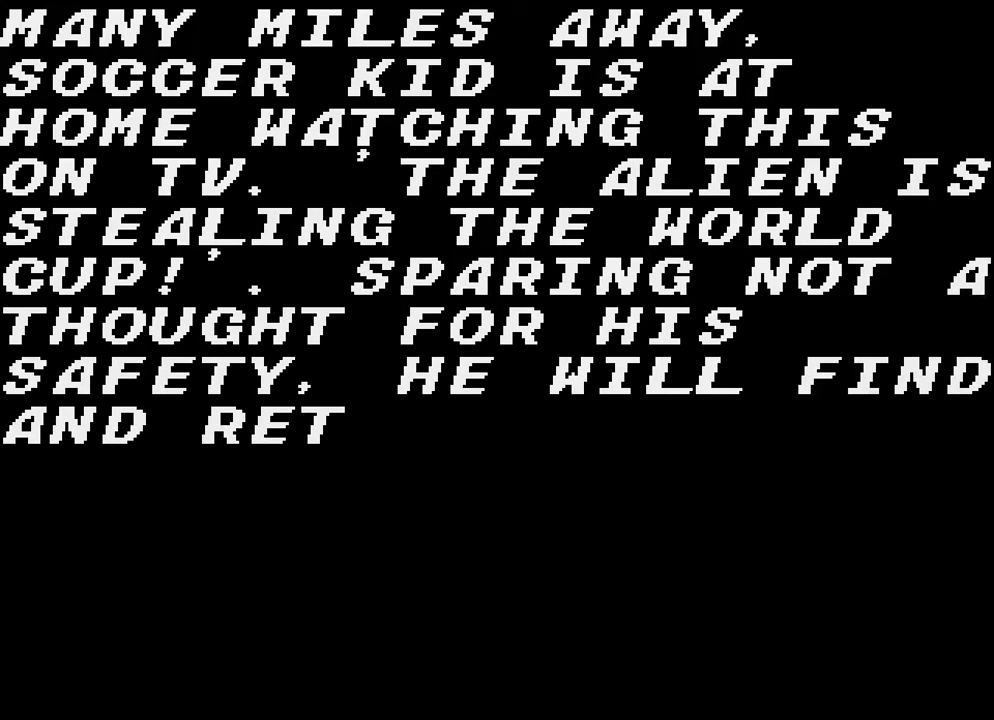 MANY MILES AWAY,
SOCCER KID IS AT
HOME WATCHING THIS
ON TV. 'THE ALIEN IS
STEALING THE WORLD
CUP!'. SPARING NOT A
THOUGHT FOR HIS
SAFETY, HE WILL FIND
AND RET